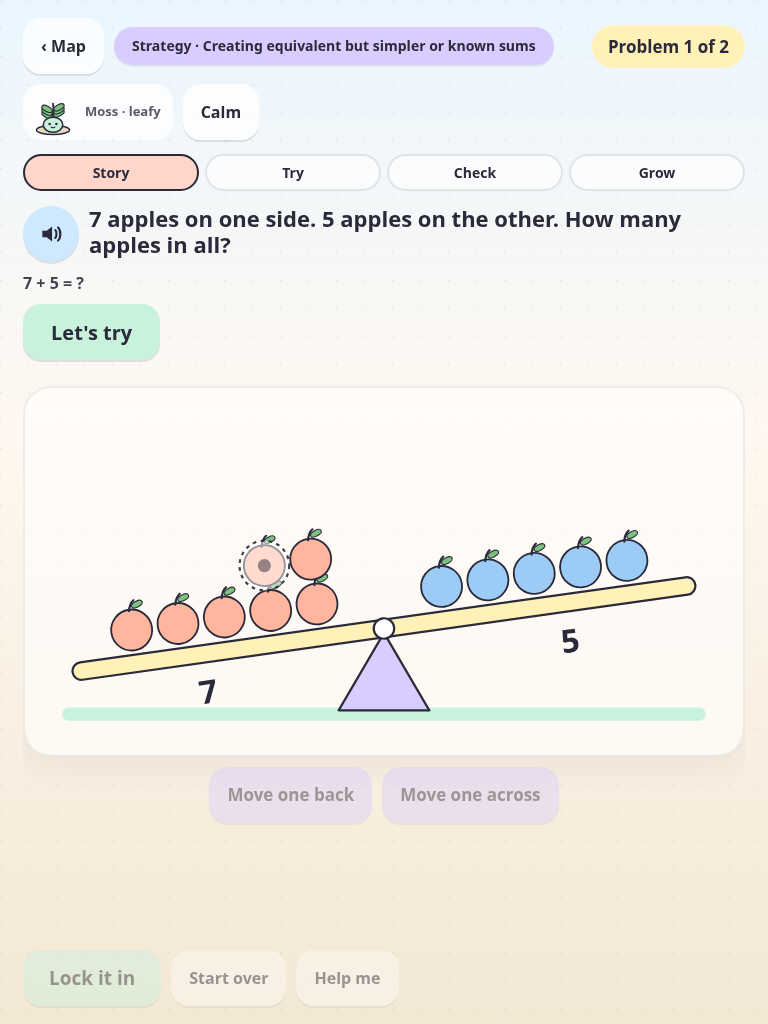 ‹ Map
Strategy · Creating equivalent but simpler or known sums
Problem 1 of 2
Moss · leafy
Calm
Story
Try
Check
Grow
7 apples on one side. 5 apples on the other. How many
apples in all?
7 + 5 = ?
Let's try
7
5
Move one back
Move one across
Lock it in
Start over
Help me